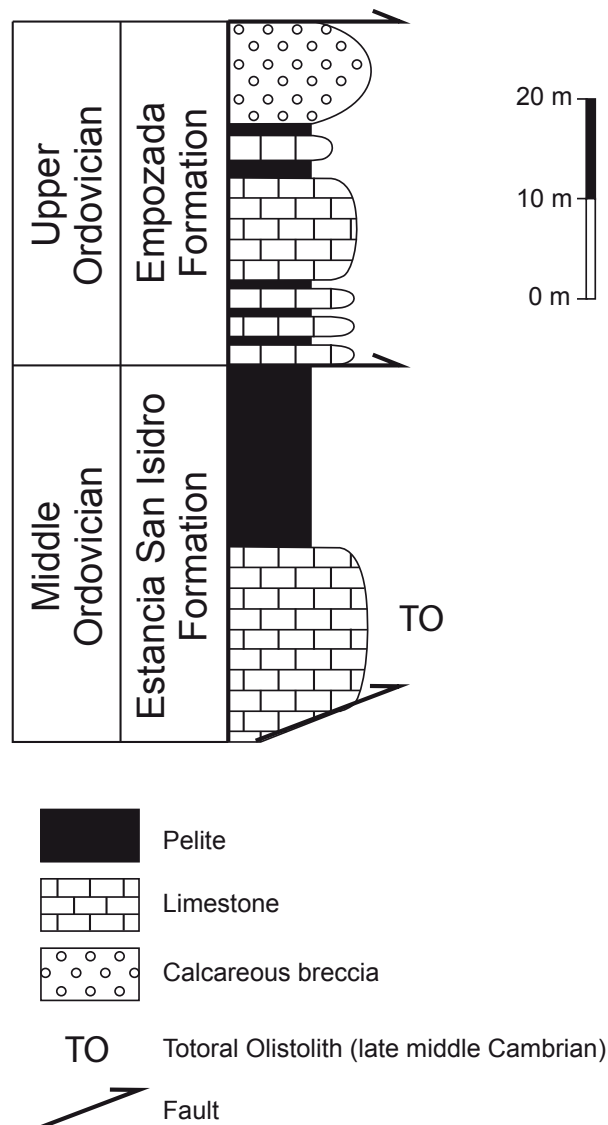 Upper
Ordovician
Empozada
Formation
20 m
10 m
0 m
Middle
Ordovician
Estancia San Isidro
Formation
TO
Pelite
Limestone
Calcareous breccia
TO Totoral Olistolith (late middle Cambrian)
Fault